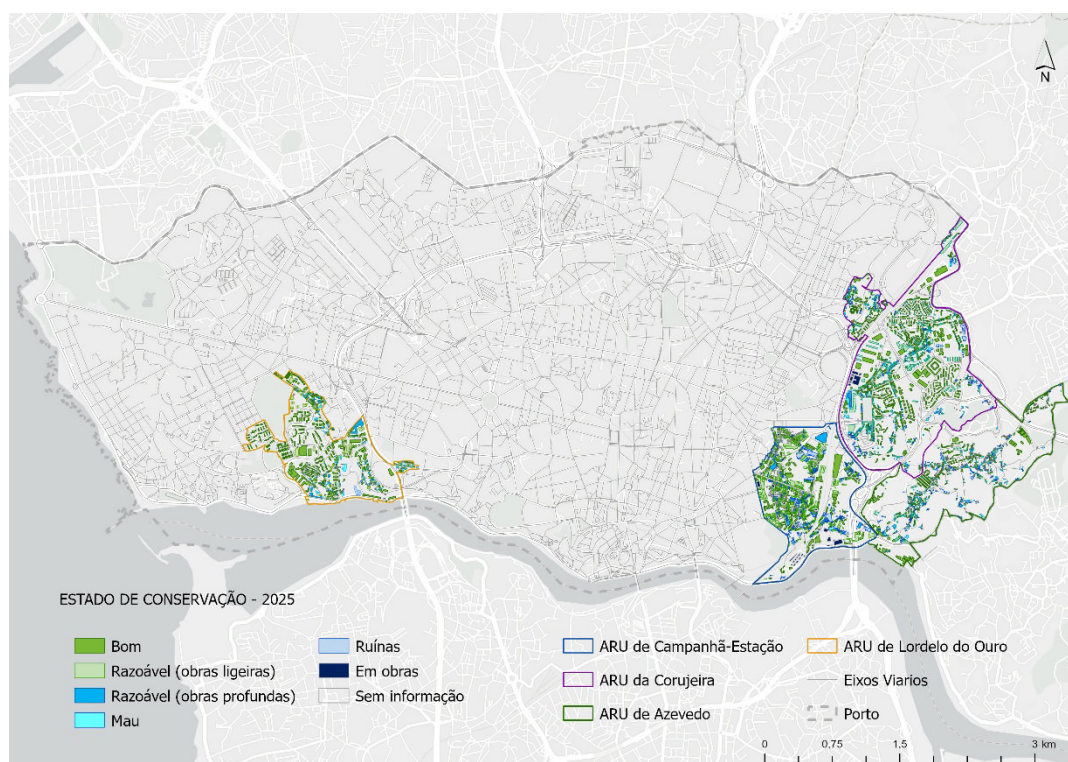 N
ESTADO DE CONSERVAÇÃO - 2025
Bom
Razoável (obras ligeiras)
Razoável (obras profundas)
Mau
Ruínas
Em obras
Sem informação
ARU de Campanhã-Estação
ARU da Corujeira
ARU de Azevedo
ARU de Lordelo do Ouro
Eixos Viarios
Porto
0 0,75 1.5 3 km